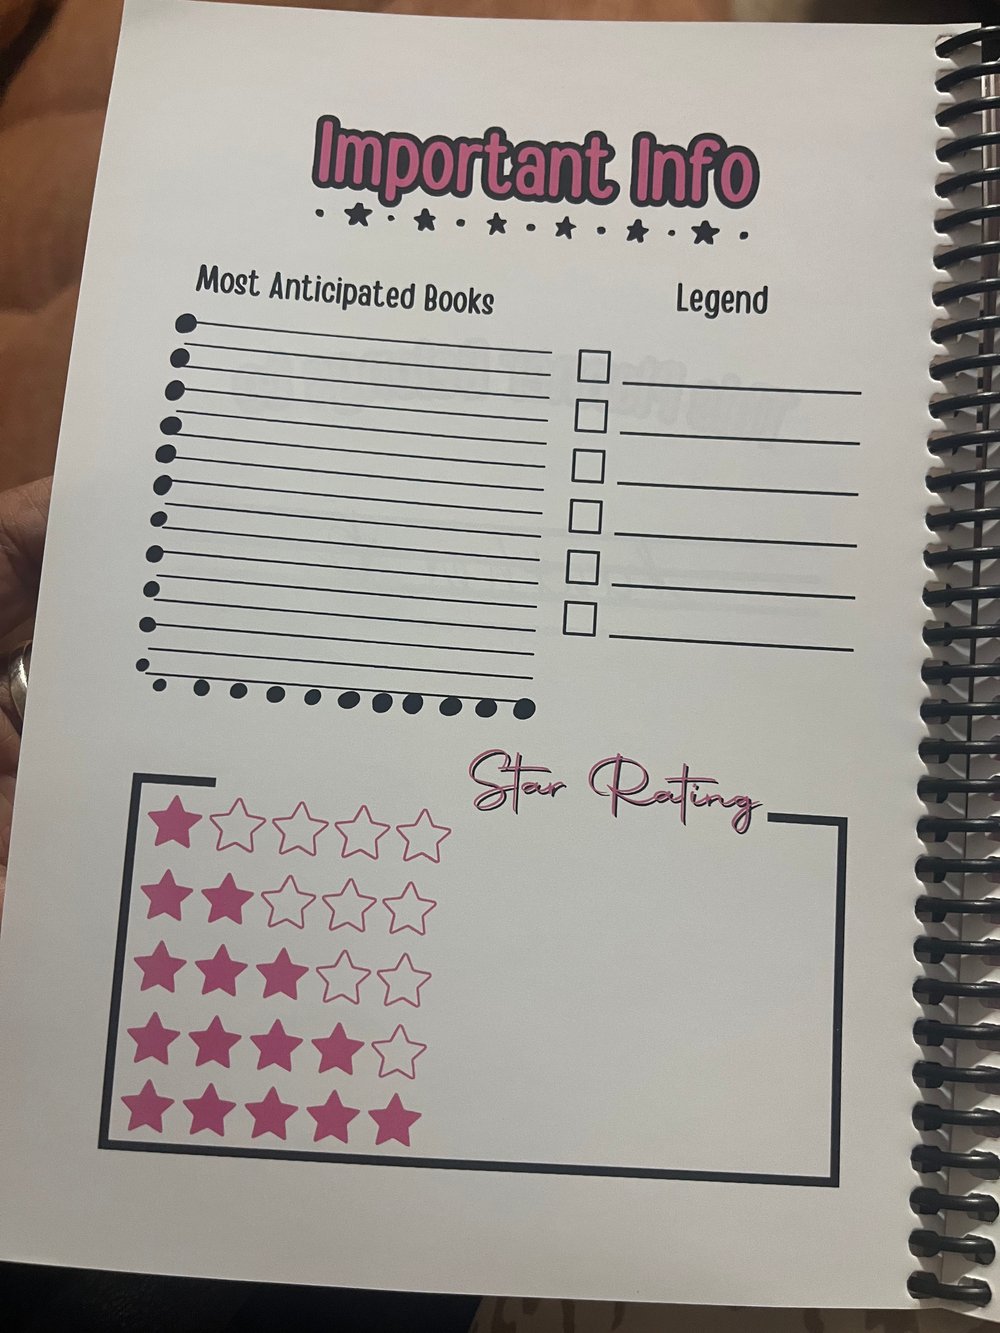 Important Info
Most Anticipated Books
Legend
Star Rating